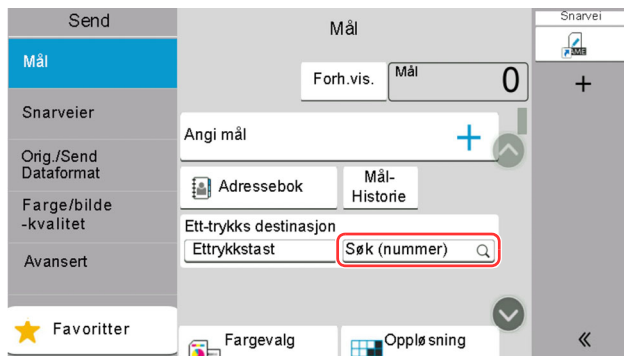 Send
Mål
Snarveier
Orig./Send
Dataformat
Farge/bilde
-kvalitet
Avansert
Favoritter
Mål
Forh.vis.
Mål
0
Angi mål
Adressebok
Mål-
Historie
Ett-trykks destinasjon
Ettrykkstast
Søk (nummer)
Fargevalg
Oppløsning
Snarvei